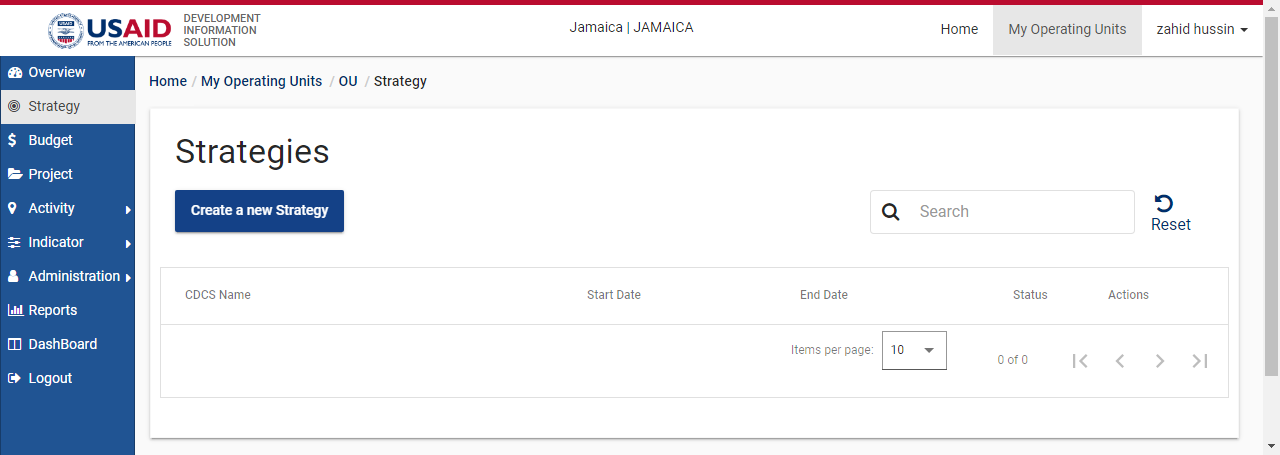 USAID
FROM THE AMERICAN PEOPLE
DEVELOPMENT
INFORMATION
SOLUTION
Jamaica | JAMAICA
Home
My Operating Units
zahid hussin
Overview
Strategy
Budget
Project
Activity
Indicator
Administration
Reports
DashBoard
Logout
Home / My Operating Units / OU / Strategy
Strategies
Create a new Strategy
Search
Reset
CDCS Name Start Date End Date Status Actions
Items per page: 10 0 of 0